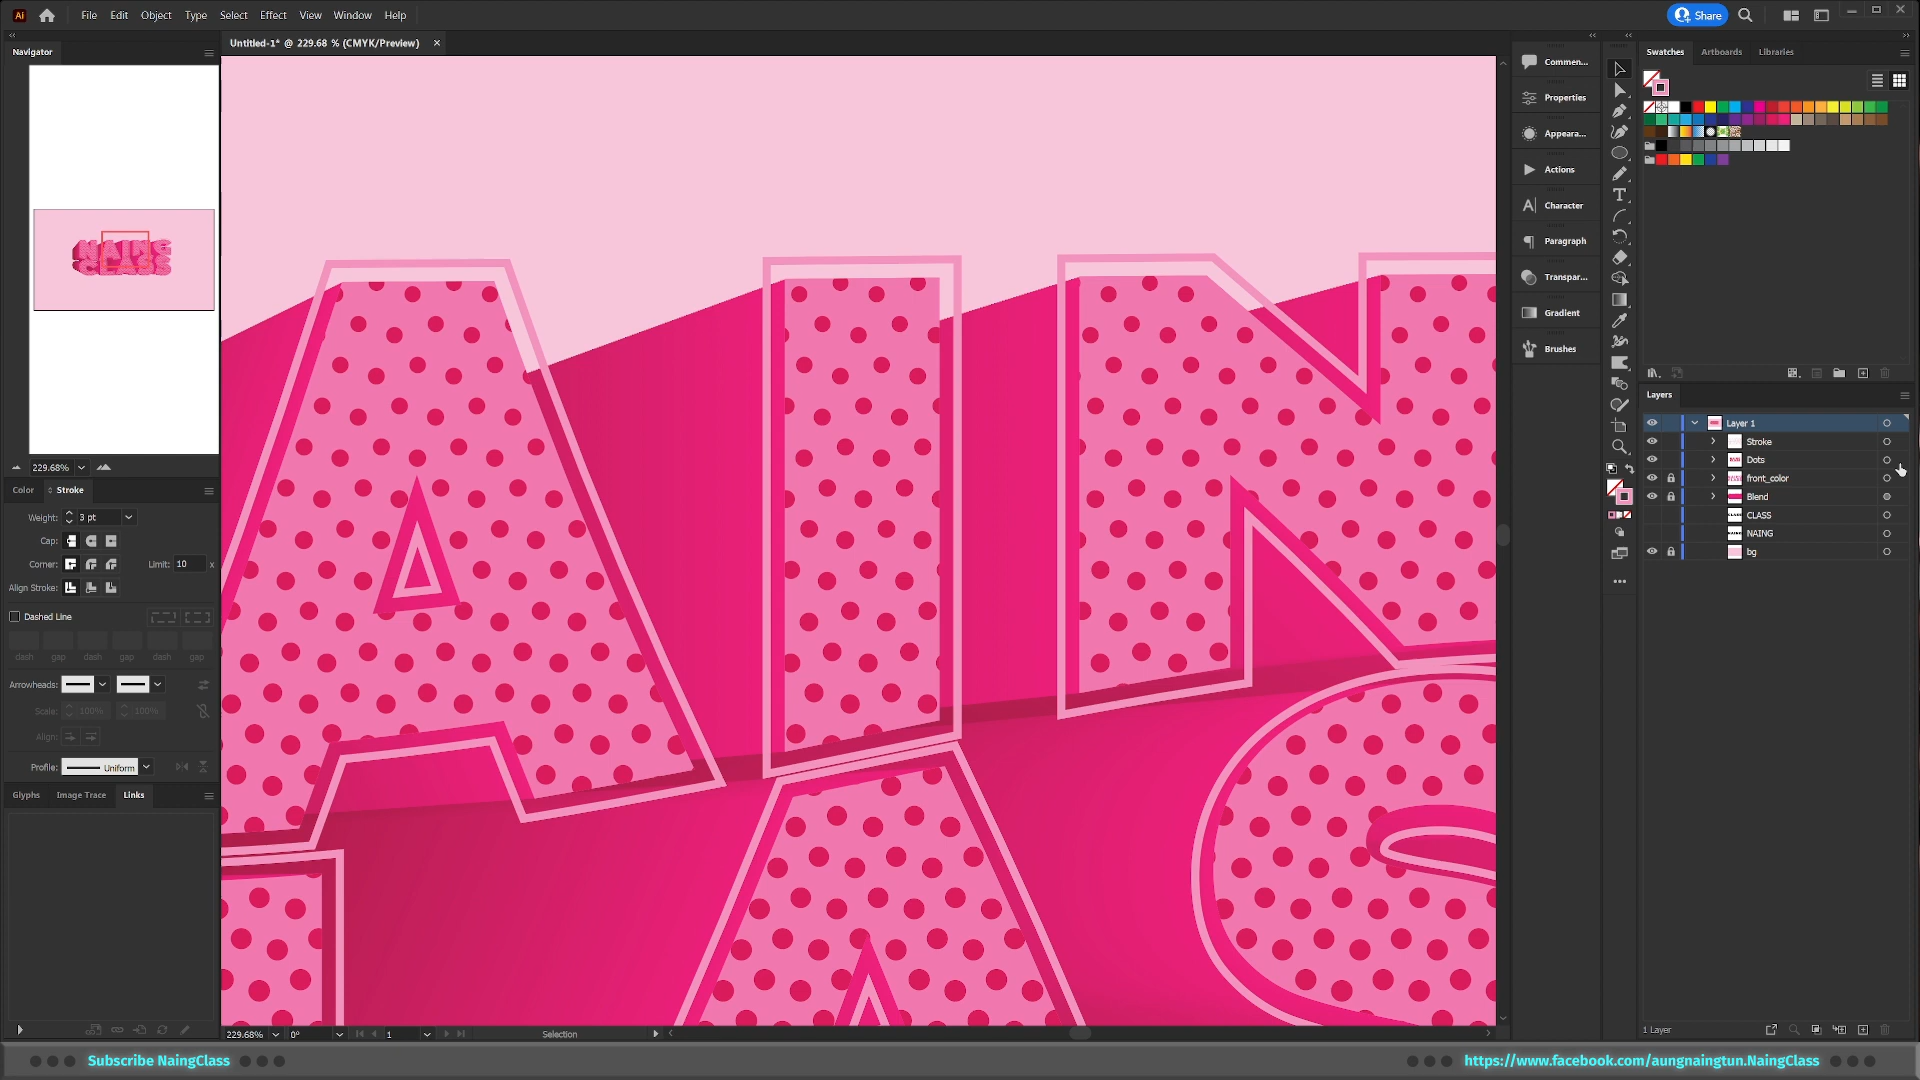 Ai File Edit Object Type Select Effect View Window Help Share
Navigator
Untitled-1* @ 229.68 % (CMYK/Preview)
Swatches Artboards Libraries
Commen...
Properties
Appeara...
Actions
Character
Paragraph
Transpar...
Gradient
Brushes
NAING
CLASS
229.68%
Color Stroke
Weight: 3 pt
Cap:
Corner: Limit: 10 x
Align Stroke:
Dashed Line
dash gap dash gap dash gap
Arrowheads:
Scale: 100% 100%
Align:
Profile: Uniform
Glyphs Image Trace Links
Layers
Layer 1
Stroke
Dots
front_color
Blend
CLASS
NAING
bg
1 Layer
229.68% 0° 1 Selection
Subscribe NaingClass
https://www.facebook.com/aungnaingtun.NaingClass